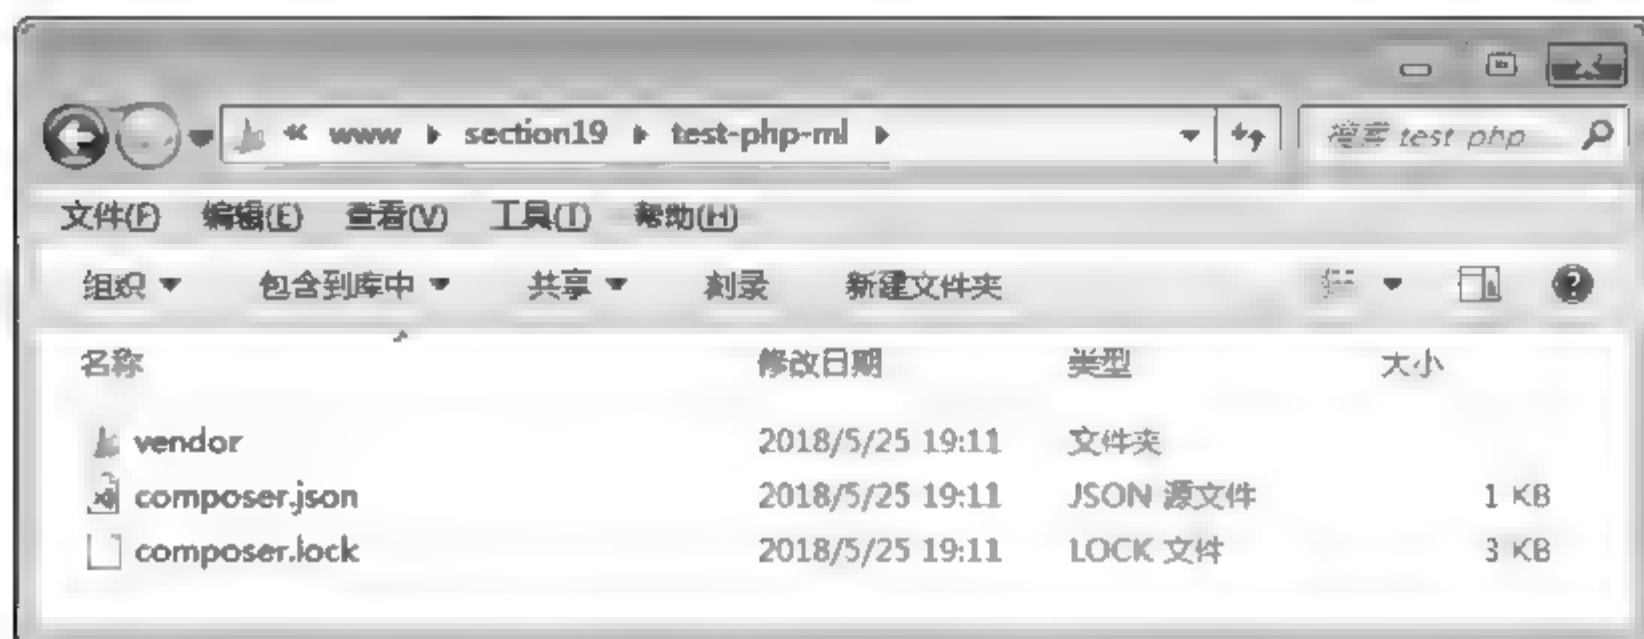 « www ▸ section19 ▸ test-php-ml ▸ 搜索 test php
文件(F) 编辑(E) 查看(V) 工具(T) 帮助(H)
组织 包含到库中 共享 刻录 新建文件夹
名称 修改日期 类型 大小
vendor 2018/5/25 19:11 文件夹
composer.json 2018/5/25 19:11 JSON 源文件 1 KB
composer.lock 2018/5/25 19:11 LOCK 文件 3 KB